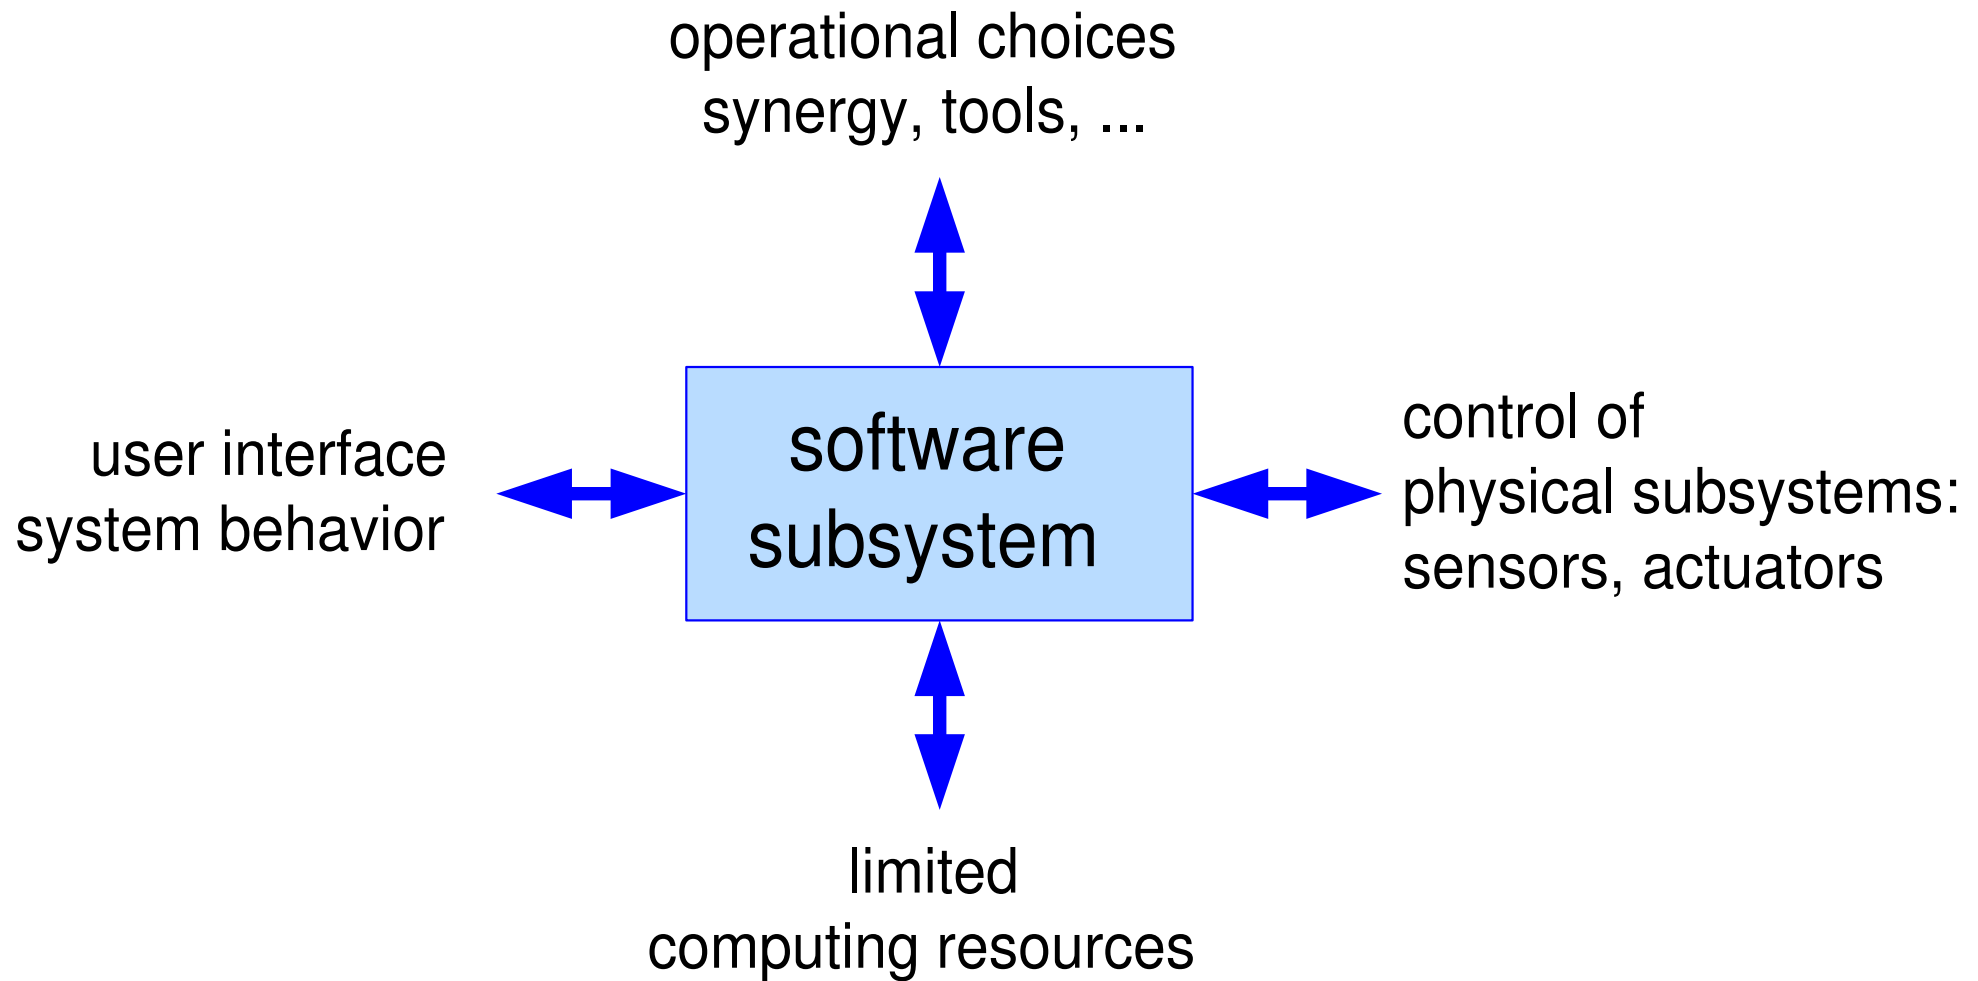 operational choices
synergy, tools, ...
user interface
system behavior
software
subsystem
control of
physical subsystems:
sensors, actuators
limited
computing resources